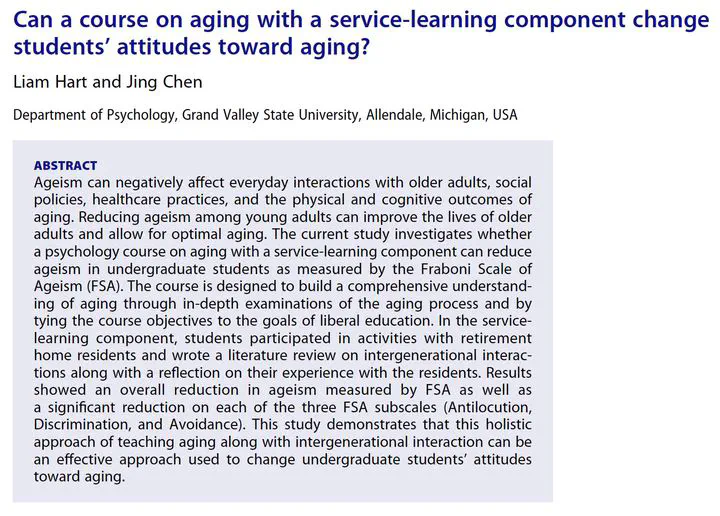 Can a course on aging with a service-learning component change
students’ attitudes toward aging?
Liam Hart and Jing Chen
Department of Psychology, Grand Valley State University, Allendale, Michigan, USA
ABSTRACT
Ageism can negatively affect everyday interactions with older adults, social
policies, healthcare practices, and the physical and cognitive outcomes of
aging. Reducing ageism among young adults can improve the lives of older
adults and allow for optimal aging. The current study investigates whether
a psychology course on aging with a service-learning component can reduce
ageism in undergraduate students as measured by the Fraboni Scale of
Ageism (FSA). The course is designed to build a comprehensive understand-
ing of aging through in-depth examinations of the aging process and by
tying the course objectives to the goals of liberal education. In the service-
learning component, students participated in activities with retirement
home residents and wrote a literature review on intergenerational interac-
tions along with a reflection on their experience with the residents. Results
showed an overall reduction in ageism measured by FSA as well as
a significant reduction on each of the three FSA subscales (Antilocution,
Discrimination, and Avoidance). This study demonstrates that this holistic
approach of teaching aging along with intergenerational interaction can be
an effective approach used to change undergraduate students’ attitudes
toward aging.